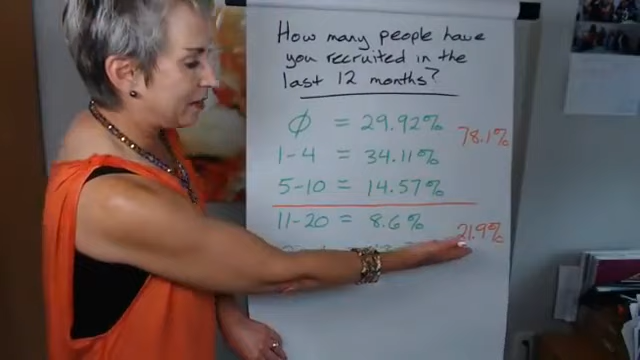 How many people have
you recruited in the
last 12 months?
Ø = 29.92%
78.1%
1-4 = 34.11%
5-10 = 14.57%
11-20 = 8.6%
21.9%